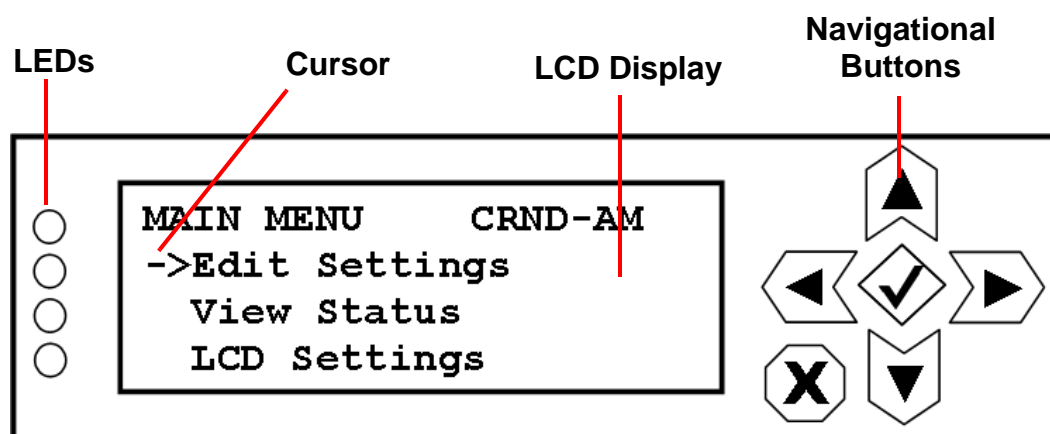 LEDs
Cursor
LCD Display
Navigational
Buttons
MAIN MENU CRND-AM
->Edit Settings
View Status
LCD Settings
X